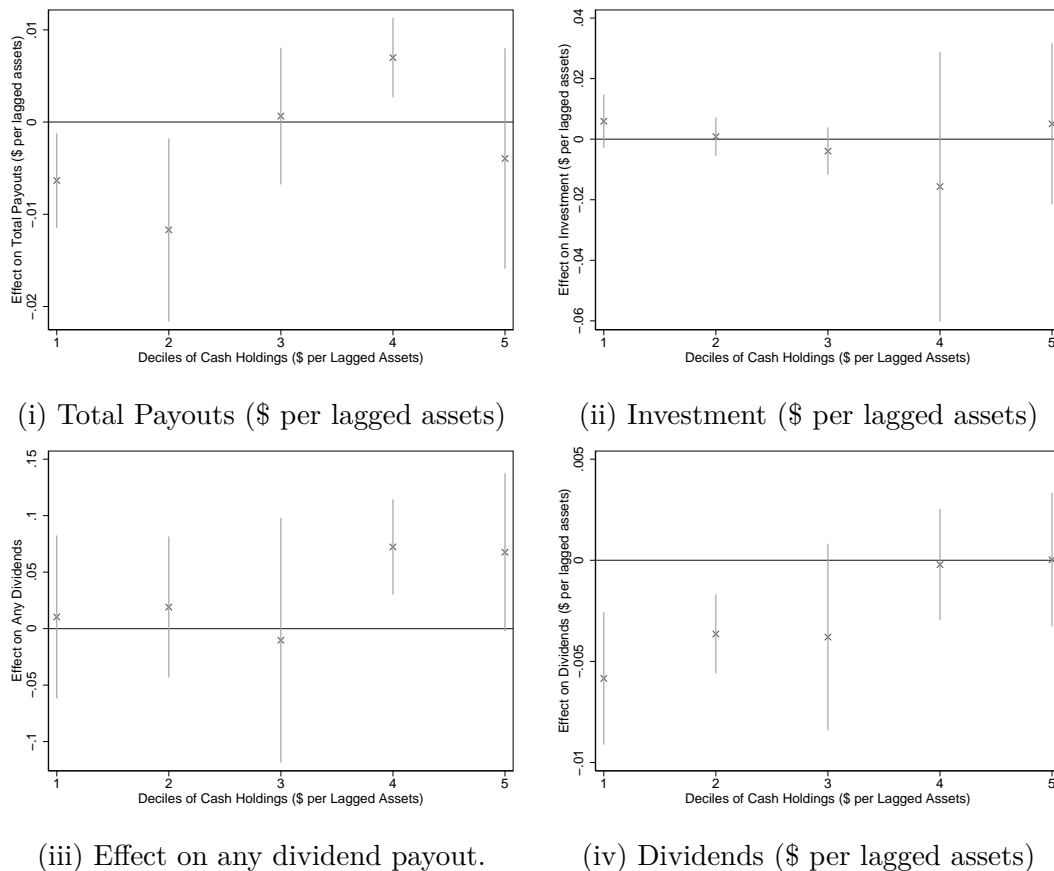 .01
0
-.01
-.02
Effect on Total Payouts ($ per lagged assets)
1 2 3 4 5
Deciles of Cash Holdings ($ per Lagged Assets)
(i) Total Payouts ($ per lagged assets)
.04
.02
0
-.02
-.04
-.06
Effect on Investment ($ per lagged assets)
1 2 3 4 5
Deciles of Cash Holdings ($ per Lagged Assets)
(ii) Investment ($ per lagged assets)
.15
.1
.05
0
-.05
-.1
Effect on Any Dividends
1 2 3 4 5
Deciles of Cash Holdings ($ per Lagged Assets)
(iii) Effect on any dividend payout.
.005
0
-.005
-.01
Effect on Dividends ($ per lagged assets)
1 2 3 4 5
Deciles of Cash Holdings ($ per Lagged Assets)
(iv) Dividends ($ per lagged assets)